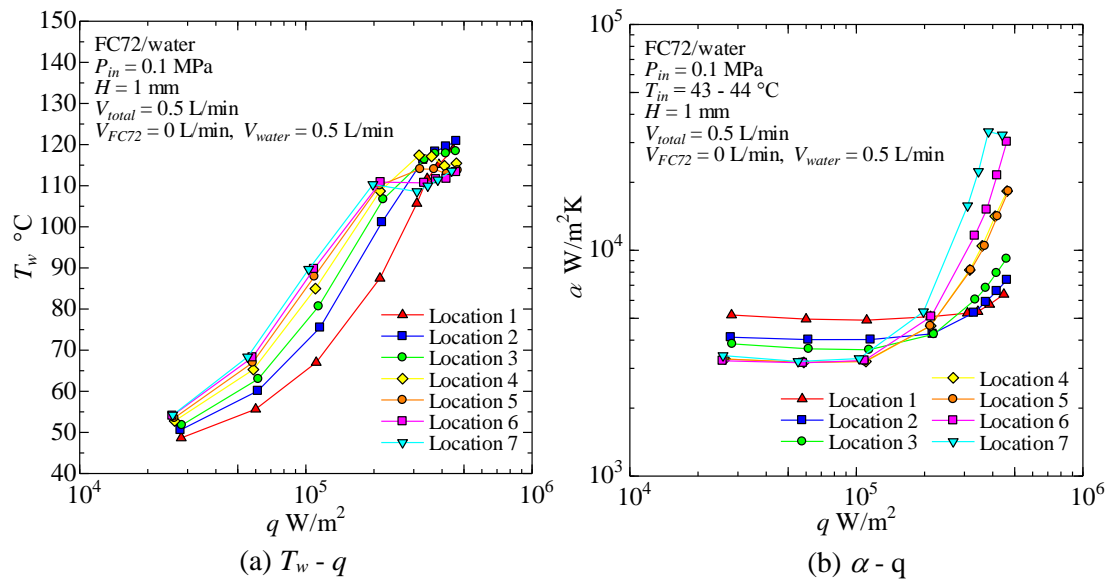 150
140
130
120
110
100
90
80
70
60
50
40
T_w °C
FC72/water
P_in = 0.1 MPa
H = 1 mm
V_total = 0.5 L/min
V_FC72 = 0 L/min, V_water = 0.5 L/min
Location 1
Location 2
Location 3
Location 4
Location 5
Location 6
Location 7
10^4
10^5
10^6
q W/m^2
(a) T_w - q
10^5
10^4
10^3
α W/m^2K
FC72/water
P_in = 0.1 MPa
T_in = 43 - 44 °C
H = 1 mm
V_total = 0.5 L/min
V_FC72 = 0 L/min, V_water = 0.5 L/min
Location 1
Location 2
Location 3
Location 4
Location 5
Location 6
Location 7
10^4
10^5
10^6
q W/m^2
(b) α - q